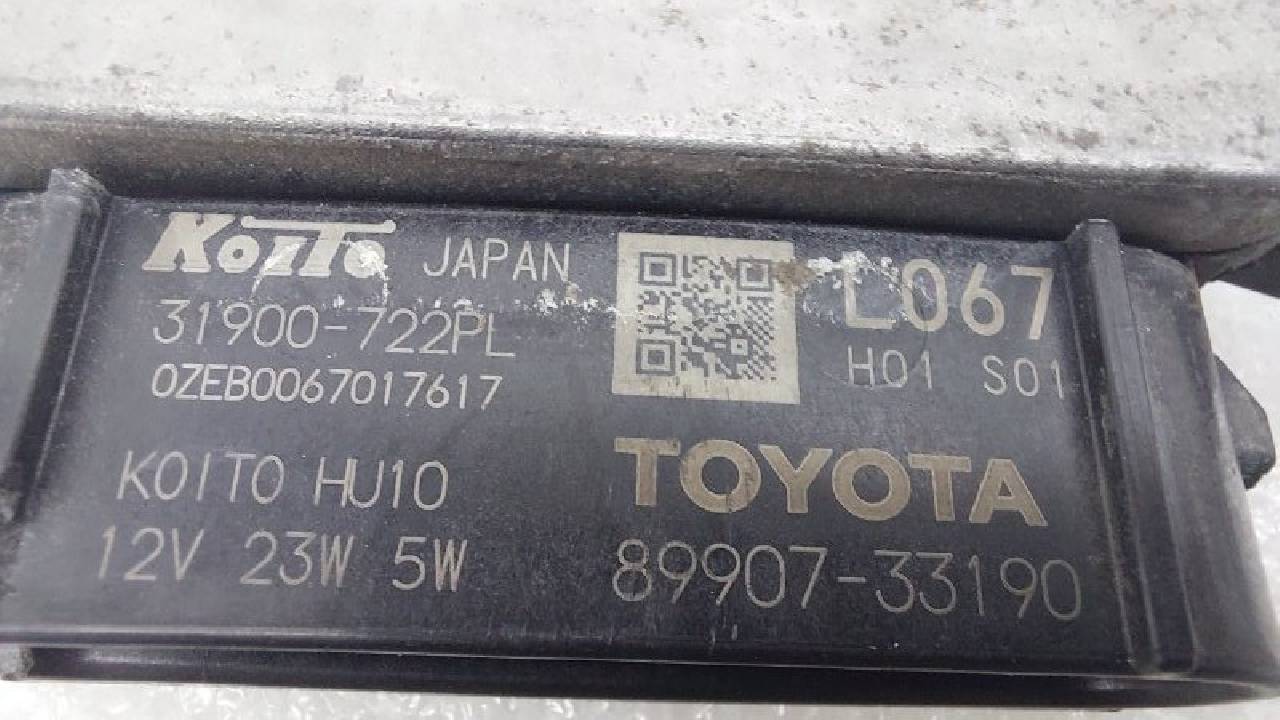 KoITo JAPAN
31900-722PL
0ZEB0067017617
KOITO HU10
12V 23W 5W
L067
H01 S01
TOYOTA
89907-33190